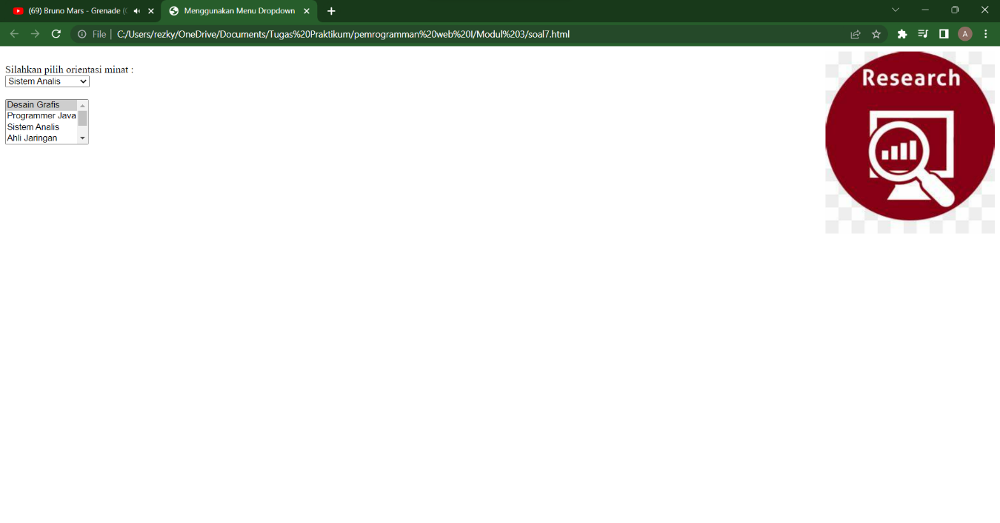 (69) Bruno Mars - Grenade (
Menggunakan Menu Dropdown
File
C:/Users/rezky/OneDrive/Documents/Tugas%20Praktikum/pemrogramman%20web%20I/Modul%203/soal7.html
A
Silahkan pilih orientasi minat :
Sistem Analis
Desain Grafis
Programmer Java
Sistem Analis
Ahli Jaringan
Research